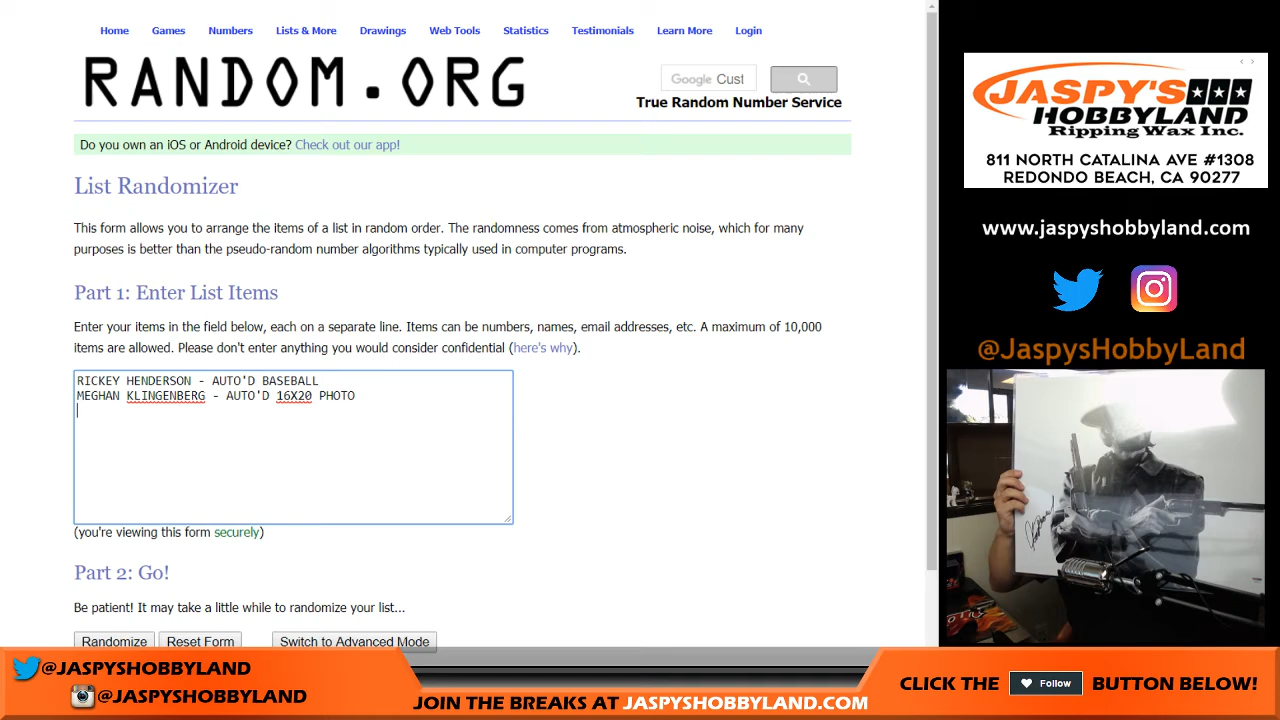 Home Games Numbers Lists & More Drawings Web Tools Statistics Testimonials Learn More Login
RANDOM.ORG
Google Cust
True Random Number Service
Do you own an iOS or Android device? Check out our app!
List Randomizer
This form allows you to arrange the items of a list in random order. The randomness comes from atmospheric noise, which for many
purposes is better than the pseudo-random number algorithms typically used in computer programs.
Part 1: Enter List Items
Enter your items in the field below, each on a separate line. Items can be numbers, names, email addresses, etc. A maximum of 10,000
items are allowed. Please don't enter anything you would consider confidential (here's why).
RICKEY HENDERSON - AUTO'D BASEBALL
MEGHAN KLINGENBERG - AUTO'D 16X20 PHOTO
(you're viewing this form securely)
Part 2: Go!
Be patient! It may take a little while to randomize your list...
Randomize Reset Form Switch to Advanced Mode
JASPY'S
HOBBYLAND
Ripping Wax Inc.
811 NORTH CATALINA AVE #1308
REDONDO BEACH, CA 90277
www.jaspyshobbyland.com
@JaspysHobbyLand
@JASPYSHOBBYLAND
@JASPYSHOBBYLAND
JOIN THE BREAKS AT JASPYSHOBBYLAND.COM
CLICK THE Follow BUTTON BELOW!